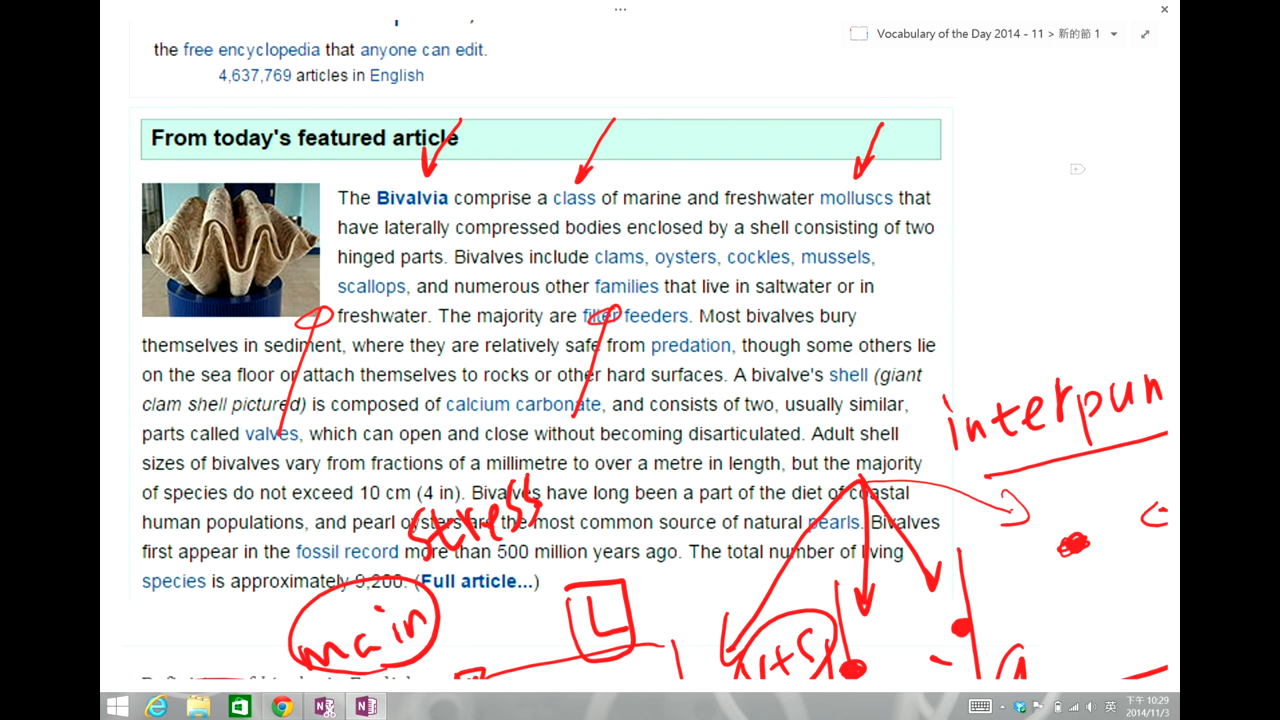 the free encyclopedia that anyone can edit.
4,637,769 articles in English
Vocabulary of the Day 2014 - 11 > 新的節 1
From today's featured article
The Bivalvia comprise a class of marine and freshwater molluscs that
have laterally compressed bodies enclosed by a shell consisting of two
hinged parts. Bivalves include clams, oysters, cockles, mussels,
scallops, and numerous other families that live in saltwater or in
freshwater. The majority are filter feeders. Most bivalves bury
themselves in sediment, where they are relatively safe from predation, though some others lie
on the sea floor or attach themselves to rocks or other hard surfaces. A bivalve's shell (giant
clam shell pictured) is composed of calcium carbonate, and consists of two, usually similar,
parts called valves, which can open and close without becoming disarticulated. Adult shell
sizes of bivalves vary from fractions of a millimetre to over a metre in length, but the majority
of species do not exceed 10 cm (4 in). Bivalves have long been a part of the diet of coastal
human populations, and pearl oysters are the most common source of natural pearls. Bivalves
first appear in the fossil record more than 500 million years ago. The total number of living
species is approximately 9,200. (Full article...)
interpun
stress
main
L
英
下午 10:29
2014/11/3